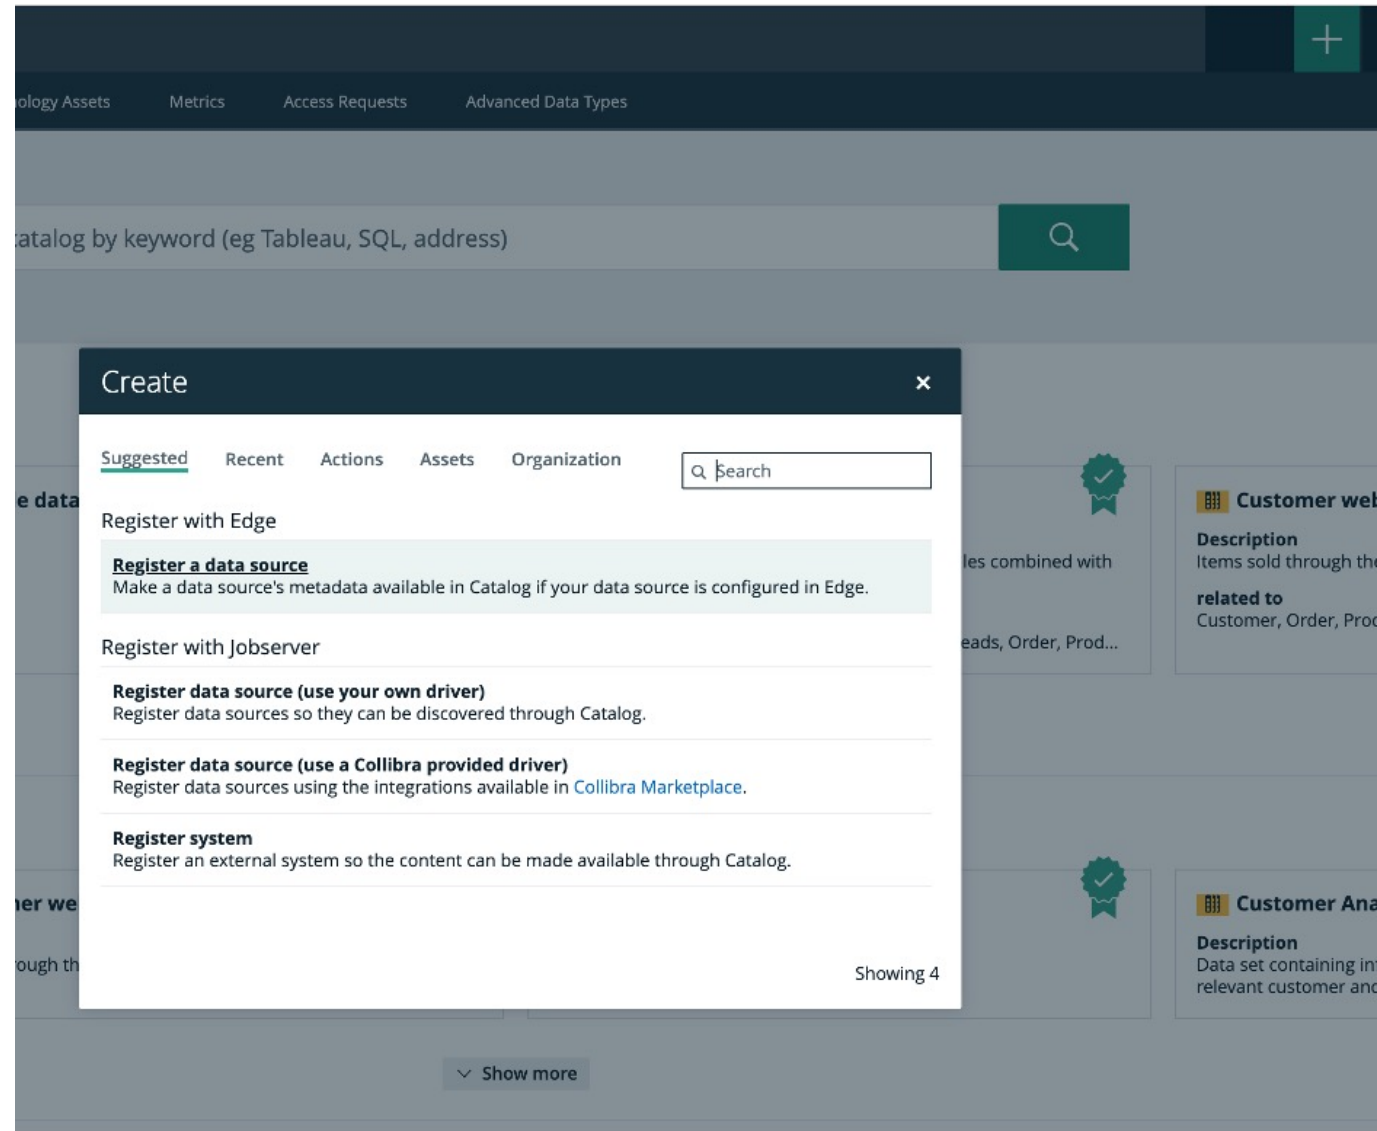 ology Assets Metrics Access Requests Advanced Data Types
catalog by keyword (eg Tableau, SQL, address)
Create
Suggested Recent Actions Assets Organization
Search
Register with Edge
Register a data source
Make a data source's metadata available in Catalog if your data source is configured in Edge.
Register with Jobserver
Register data source (use your own driver)
Register data sources so they can be discovered through Catalog.
Register data source (use a Collibra provided driver)
Register data sources using the integrations available in Collibra Marketplace.
Register system
Register an external system so the content can be made available through Catalog.
Showing 4
e data
les combined with
eads, Order, Prod...
Customer web
Description
Items sold through the
related to
Customer, Order, Prod
ner we
ough th
Customer Ana
Description
Data set containing in
relevant customer and
Show more